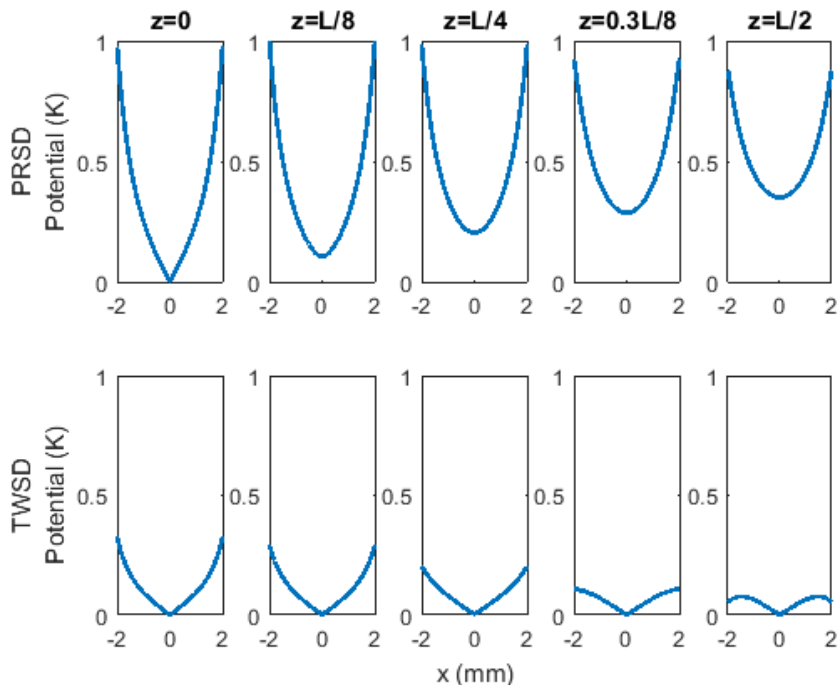 z=0 z=L/8 z=L/4 z=0.3L/8 z=L/2
PRSD
Potential (K)
1 1 1 1 1
0.5 0.5 0.5 0.5 0.5
0 0 0 0 0
-2 0 2 -2 0 2 -2 0 2 -2 0 2 -2 0 2
TWSD
Potential (K)
1 1 1 1 1
0.5 0.5 0.5 0.5 0.5
0 0 0 0 0
-2 0 2 -2 0 2 -2 0 2 -2 0 2 -2 0 2
x (mm)